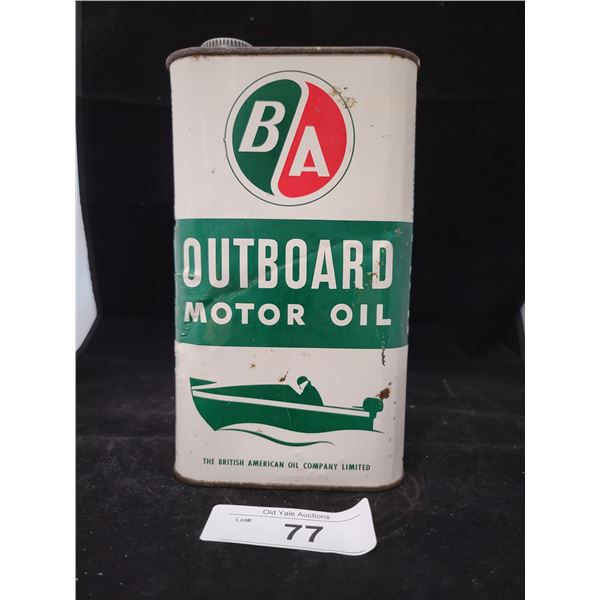 BA
OUTBOARD
MOTOR OIL
THE BRITISH AMERICAN OIL COMPANY LIMITED
Old Yale Auctions
Lot#: 77